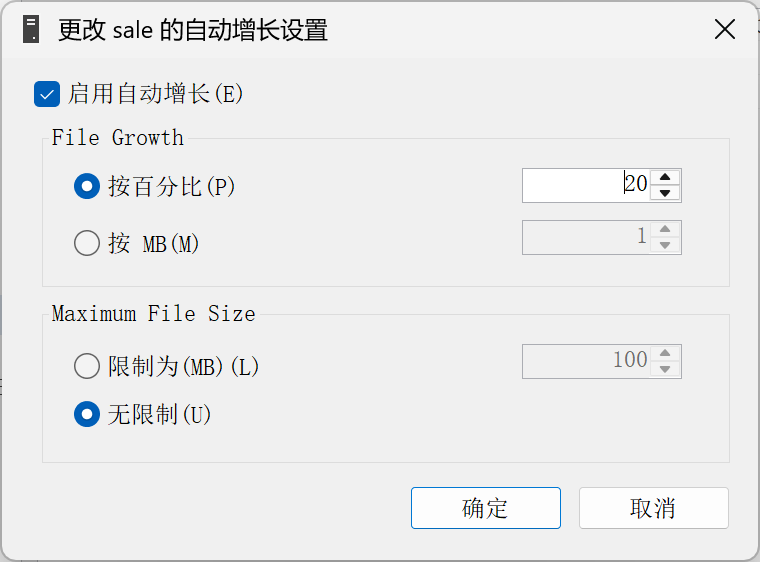 更改 sale 的自动增长设置
启用自动增长(E)
File Growth
按百分比(P)
20
按 MB(M)
1
Maximum File Size
限制为(MB)(L)
100
无限制(U)
确定
取消